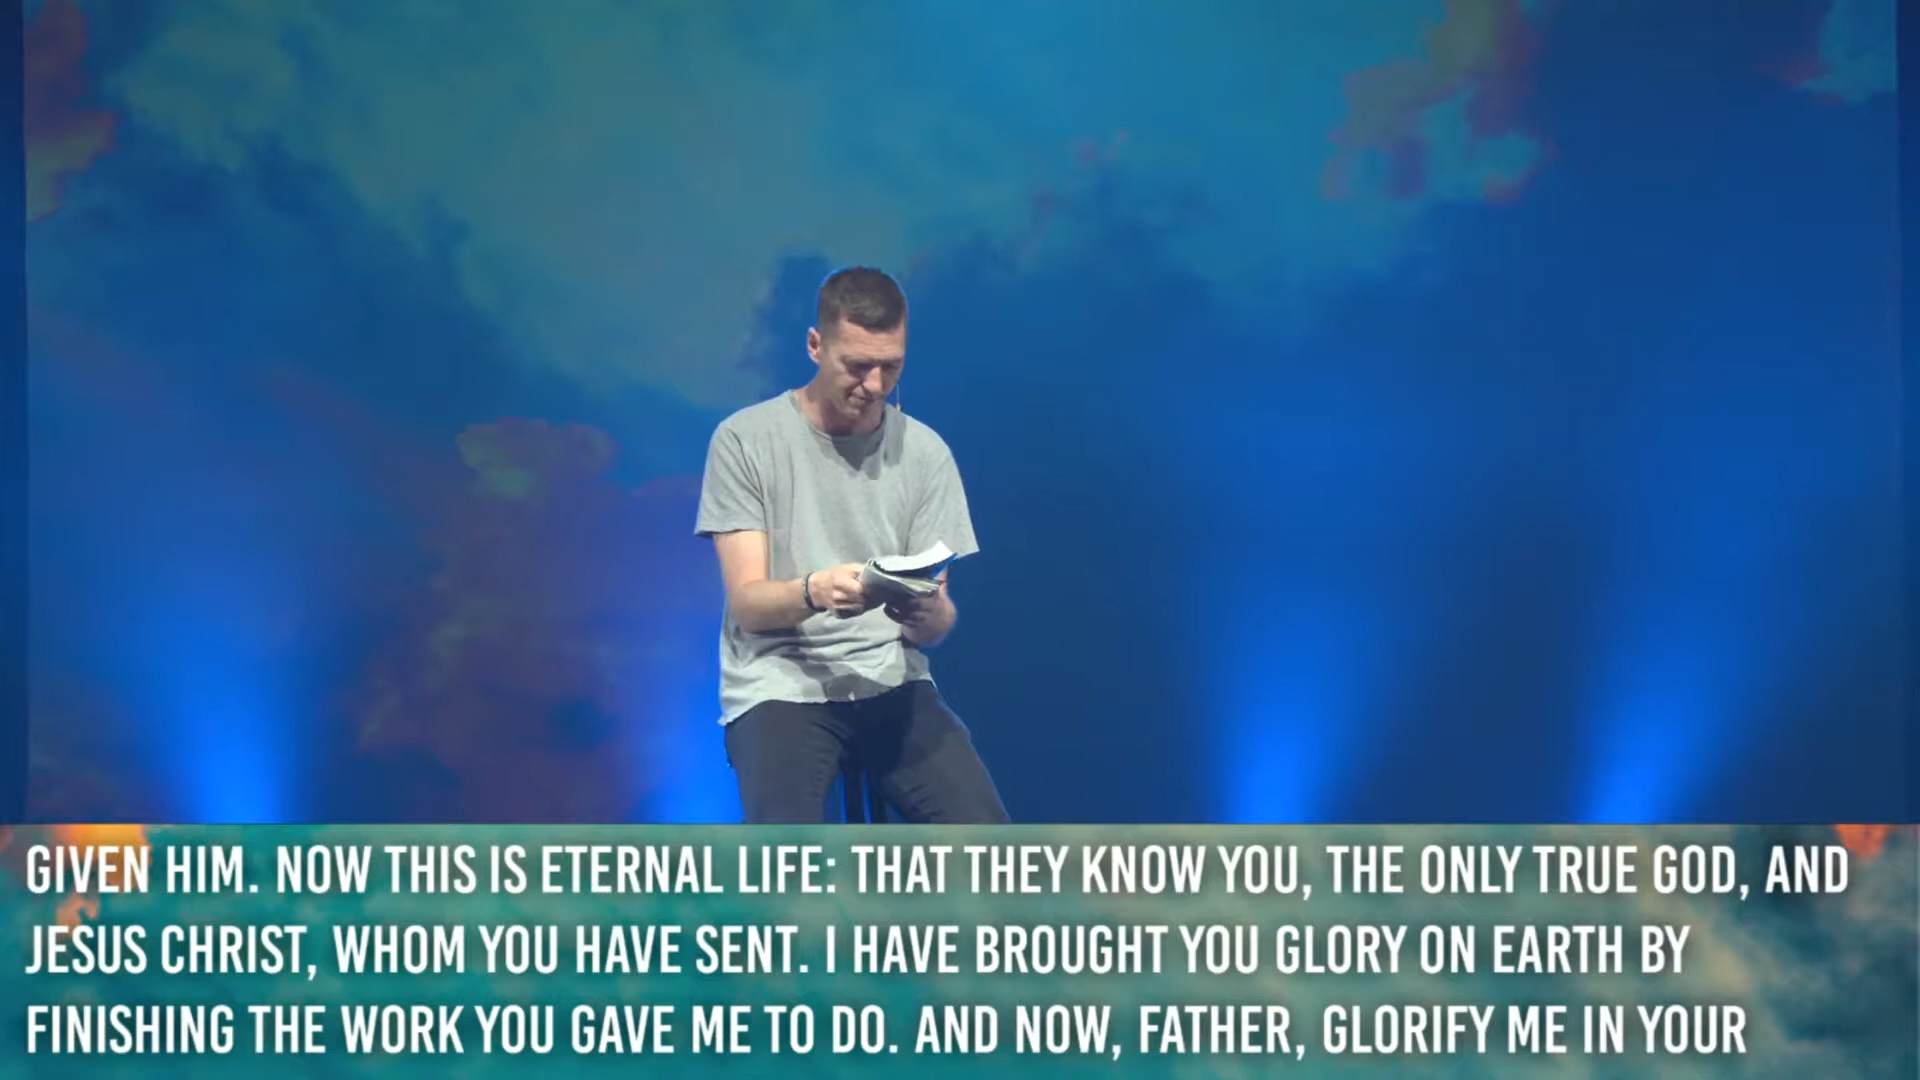 GIVEN HIM. NOW THIS IS ETERNAL LIFE: THAT THEY KNOW YOU, THE ONLY TRUE GOD, AND
JESUS CHRIST, WHOM YOU HAVE SENT. I HAVE BROUGHT YOU GLORY ON EARTH BY
FINISHING THE WORK YOU GAVE ME TO DO. AND NOW, FATHER, GLORIFY ME IN YOUR